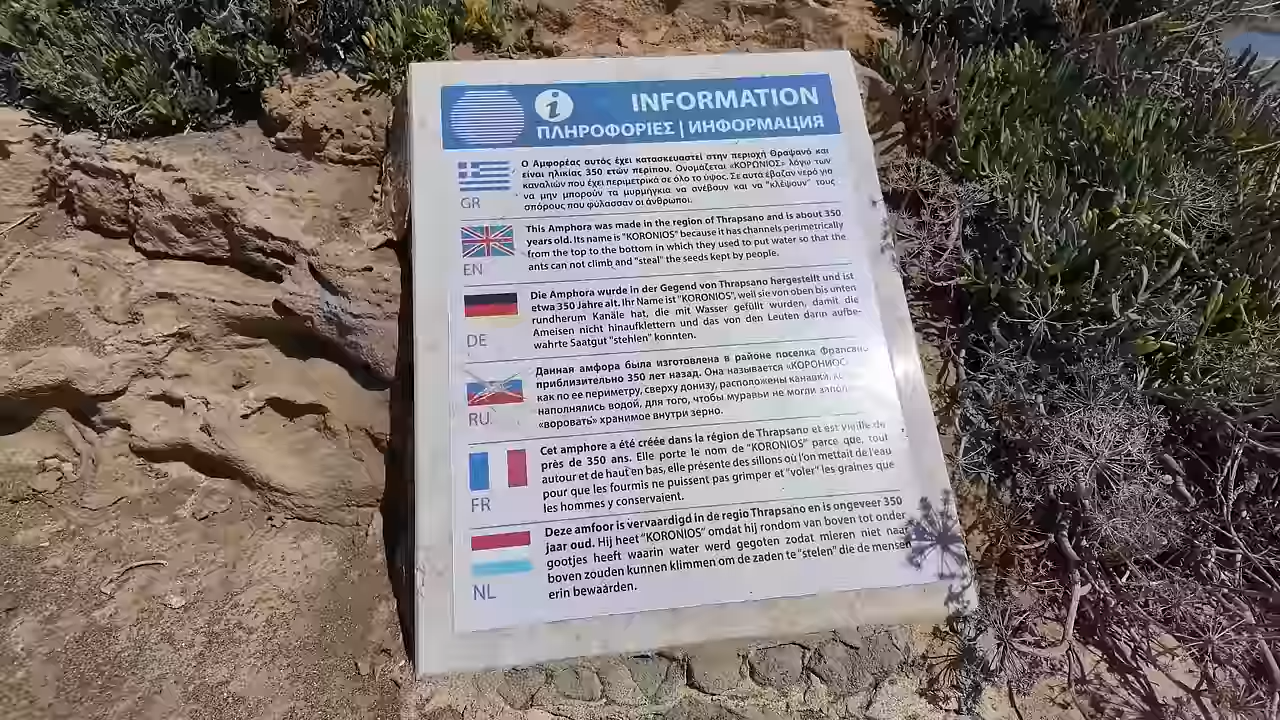 i INFORMATION
ΠΛΗΡΟΦΟΡΙΕΣ | ИНФОРМАЦИЯ
Ο Αμφορέας αυτός έχει κατασκευαστεί στην περιοχή Θραψανό και
είναι ηλικίας 350 ετών περίπου. Ονομάζεται «ΚΟΡΩΝΙΟΣ» λόγω των
καναλιών που έχει περιμετρικά σε όλο το ύψος. Σε αυτά έβαζαν νερό για
να μην μπορούν τα μυρμήγκια να ανέβουν και να "κλέψουν" τους
σπόρους που φύλασσαν οι άνθρωποι.
GR
This Amphora was made in the region of Thrapsano and is about 350
years old. Its name is "KORONIOS" because it has channels perimetrically
from the top to the bottom in which they used to put water so that the
ants can not climb and "steal" the seeds kept by people.
EN
Die Amphora wurde in der Gegend von Thrapsano hergestellt und ist
etwa 350 Jahre alt. Ihr Name ist "KORONIOS", weil sie von oben bis unten
rundherum Kanäle hat, die mit Wasser gefüllt wurden, damit die
Ameisen nicht hinaufklettern und das von den Leuten darin aufbe-
wahrte Saatgut "stehlen" konnten.
DE
Данная амфора была изготовлена в районе поселка
приблизительно 350 лет назад. Она называется «КОРОНИОС»
как по ее периметру, сверху донизу, расположены канавки,
наполнялись водой, для того, чтобы муравьи не могли
«воровать» хранимое внутри зерно.
RU
Cet amphore a été créée dans la région de Thrapsano et est vieille de
près de 350 ans. Elle porte le nom de "KORONIOS" parce que, tout
autour et de haut en bas, elle présente des sillons où l'on mettait de l'eau
pour que les fourmis ne puissent pas grimper et "voler" les graines que
les hommes y conservaient.
FR
Deze amfoor is vervaardigd in de regio Thrapsano en is ongeveer 350
jaar oud. Hij heet "KORONIOS" omdat hij rondom van boven tot onder
gootjes heeft waarin water werd gegoten zodat mieren niet naar
boven zouden kunnen klimmen om de zaden te "stelen" die de mensen
erin bewaarden.
NL